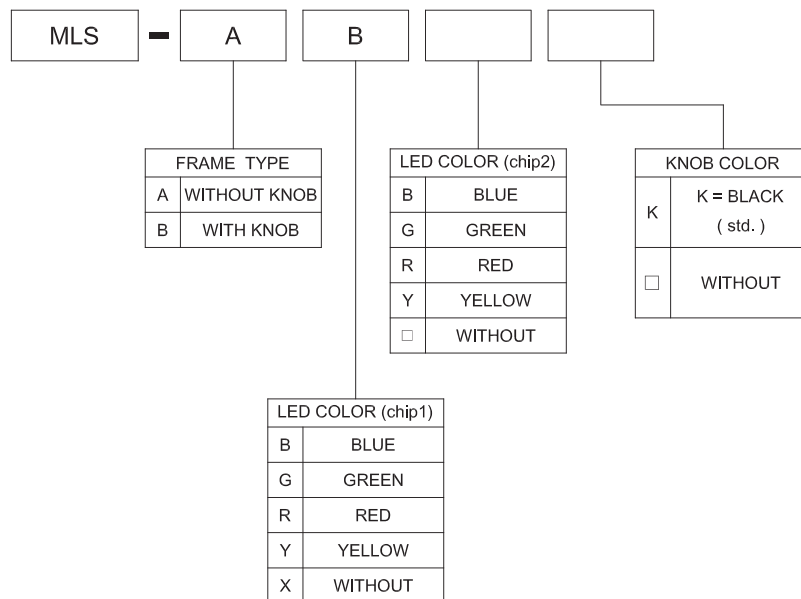 MLS - A B
FRAME TYPE
A WITHOUT KNOB
B WITH KNOB
LED COLOR (chip2)
B BLUE
G GREEN
R RED
Y YELLOW
□ WITHOUT
KNOB COLOR
K K = BLACK
( std. )
□ WITHOUT
LED COLOR (chip1)
B BLUE
G GREEN
R RED
Y YELLOW
X WITHOUT